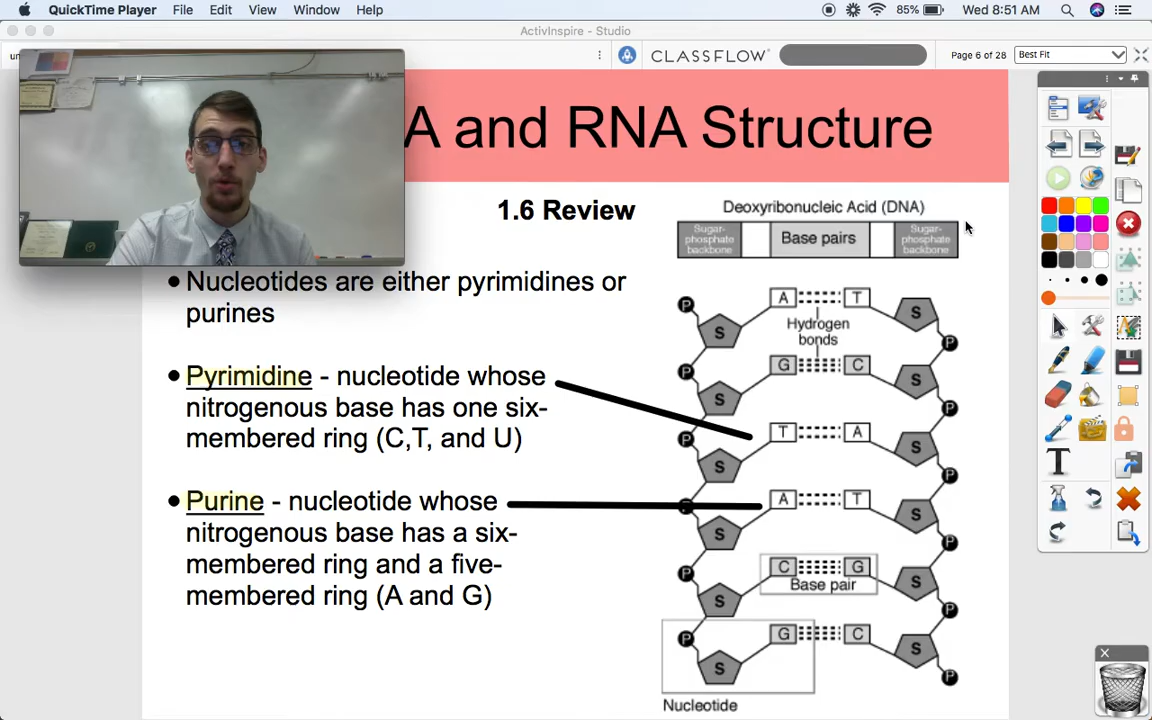 QuickTime Player File Edit View Window Help 85% Wed 8:51 AM
ActivInspire - Studio
un
CLASSFLOW
Page 6 of 28
Best Fit
A and RNA Structure
1.6 Review
Nucleotides are either pyrimidines or
purines
Pyrimidine - nucleotide whose
nitrogenous base has one six-
membered ring (C,T, and U)
Purine - nucleotide whose
nitrogenous base has a six-
membered ring and a five-
membered ring (A and G)
Deoxyribonucleic Acid (DNA)
Sugar-
phosphate
backbone
Base pairs
Sugar-
phosphate
backbone
P A T
S S
Hydrogen
bonds
P
P G C
S S
P
P T A
S S
P
P A T
S S
P
P C G
Base pair
S S
P
P G C
S S
P
Nucleotide
T